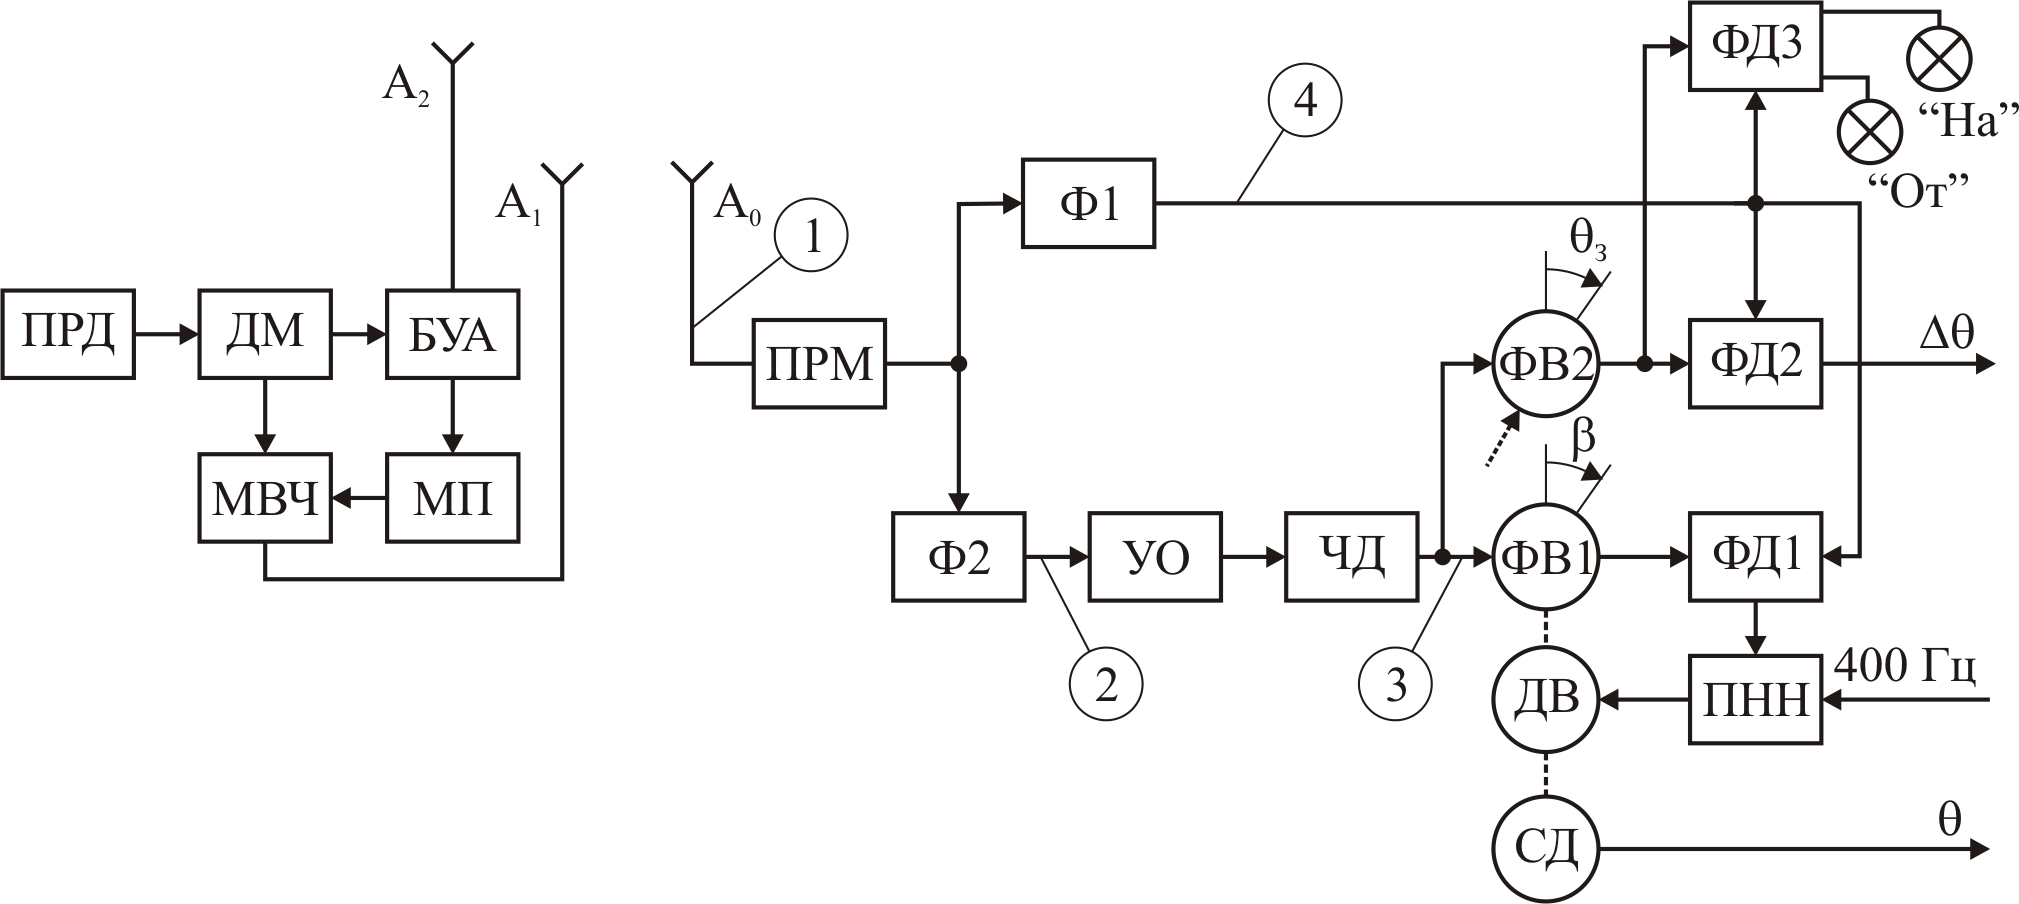 ФД3
“На”
“От”
А2
А1
А0
1
4
Ф1
θз
ПРД
ДМ
БУА
ПРМ
ФВ2
ФД2
Δθ
β
МВЧ
МП
Ф2
УО
ЧД
ФВ1
ФД1
2
3
ДВ
ПНН
400 Гц
СД
θ